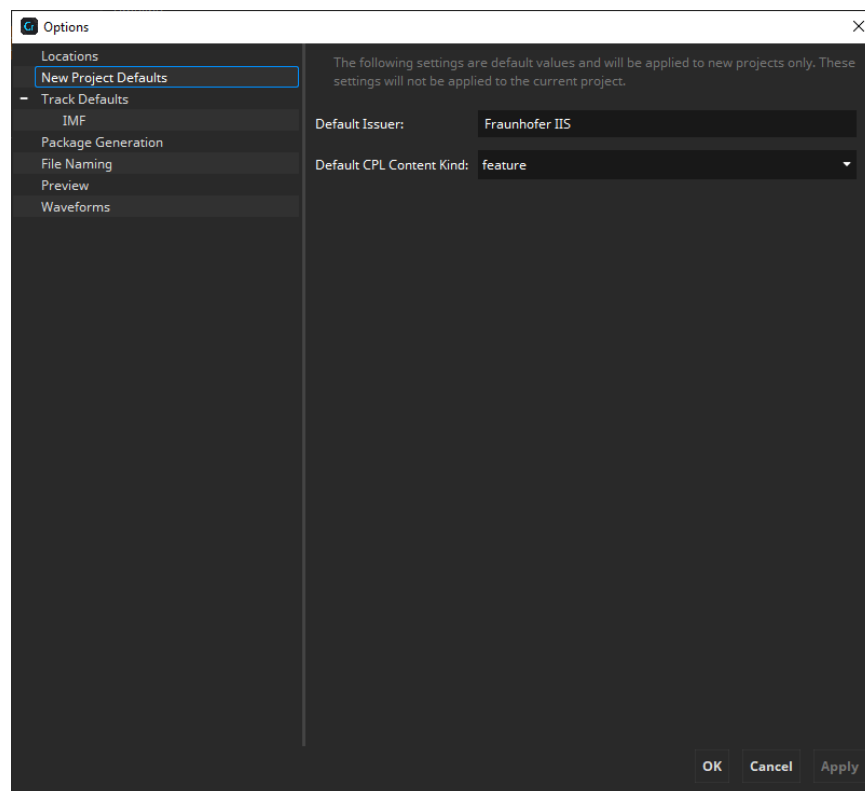 Cr Options
Locations
New Project Defaults
Track Defaults
IMF
Package Generation
File Naming
Preview
Waveforms
The following settings are default values and will be applied to new projects only. These
settings will not be applied to the current project.
Default Issuer: Fraunhofer IIS
Default CPL Content Kind: feature
OK Cancel Apply